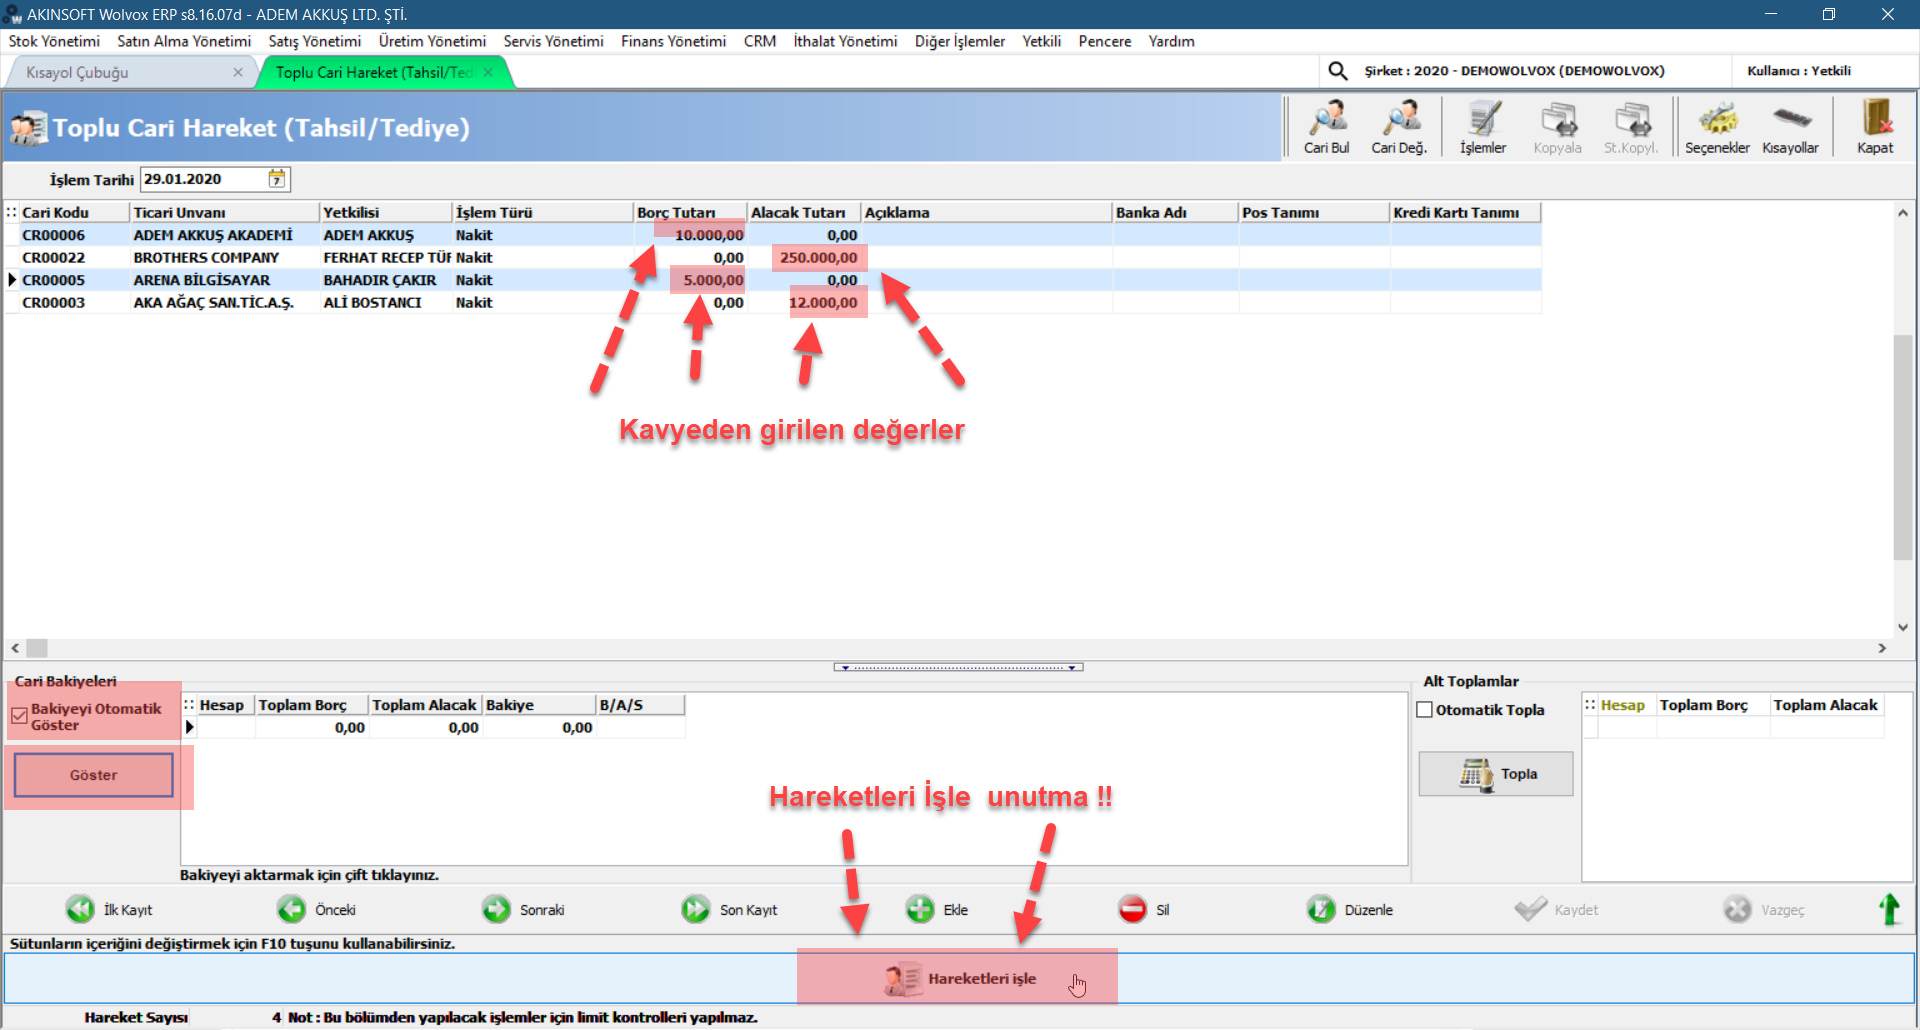 AKINSOFT Wolvox ERP s8.16.07d - ADEM AKKUŞ LTD. ŞTİ.
Stok Yönetimi Satın Alma Yönetimi Satış Yönetimi Üretim Yönetimi Servis Yönetimi Finans Yönetimi CRM İthalat Yönetimi Diğer İşlemler Yetkili Pencere Yardım
Kısayol Çubuğu Toplu Cari Hareket (Tahsil/Ted Şirket : 2020 - DEMOWOLVOX (DEMOWOLVOX) Kullanıcı : Yetkili
Toplu Cari Hareket (Tahsil/Tediye)
Cari Bul Cari Değ. İşlemler Kopyala St.Kopyl. Seçenekler Kısayollar Kapat
İşlem Tarihi 29.01.2020
Cari Kodu Ticari Unvanı Yetkilisi İşlem Türü Borç Tutarı Alacak Tutarı Açıklama Banka Adı Pos Tanımı Kredi Kartı Tanımı
CR00006 ADEM AKKUŞ AKADEMİ ADEM AKKUŞ Nakit 10.000,00 0,00
CR00022 BROTHERS COMPANY FERHAT RECEP TÜF Nakit 0,00 250.000,00
CR00005 ARENA BİLGİSAYAR BAHADIR ÇAKIR Nakit 5.000,00 0,00
CR00003 AKA AĞAÇ SAN.TİC.A.Ş. ALİ BOSTANCI Nakit 0,00 12.000,00
Kavyeden girilen değerler
Cari Bakiyeleri
Bakiyeyi Otomatik
Göster
Göster
Hesap Toplam Borç Toplam Alacak Bakiye B/A/S
0,00 0,00 0,00
Alt Toplamlar
Otomatik Topla
Topla
Hesap Toplam Borç Toplam Alacak
Hareketleri İşle unutma !!
Bakiyeyi aktarmak için çift tıklayınız.
İlk Kayıt Önceki Sonraki Son Kayıt Ekle Sil Düzenle Kaydet Vazgeç
Sütunların içeriğini değiştirmek için F10 tuşunu kullanabilirsiniz.
Hareketleri işle
Hareket Sayısı 4 Not : Bu bölümden yapılacak işlemler için limit kontrolleri yapılmaz.